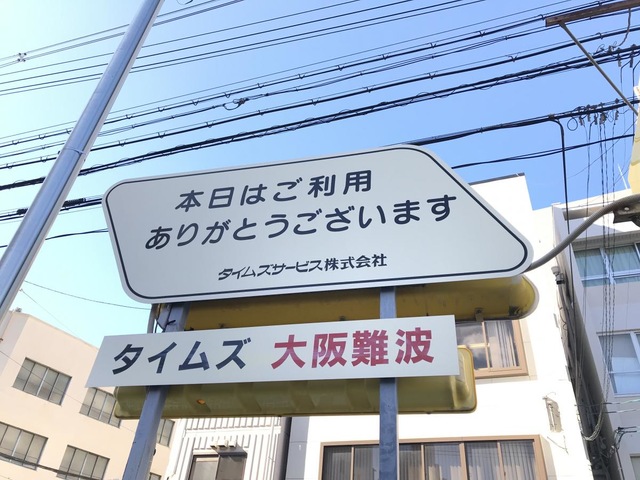 本日はご利用
ありがとうございます
タイムズサービス株式会社
タイムズ 大阪難波